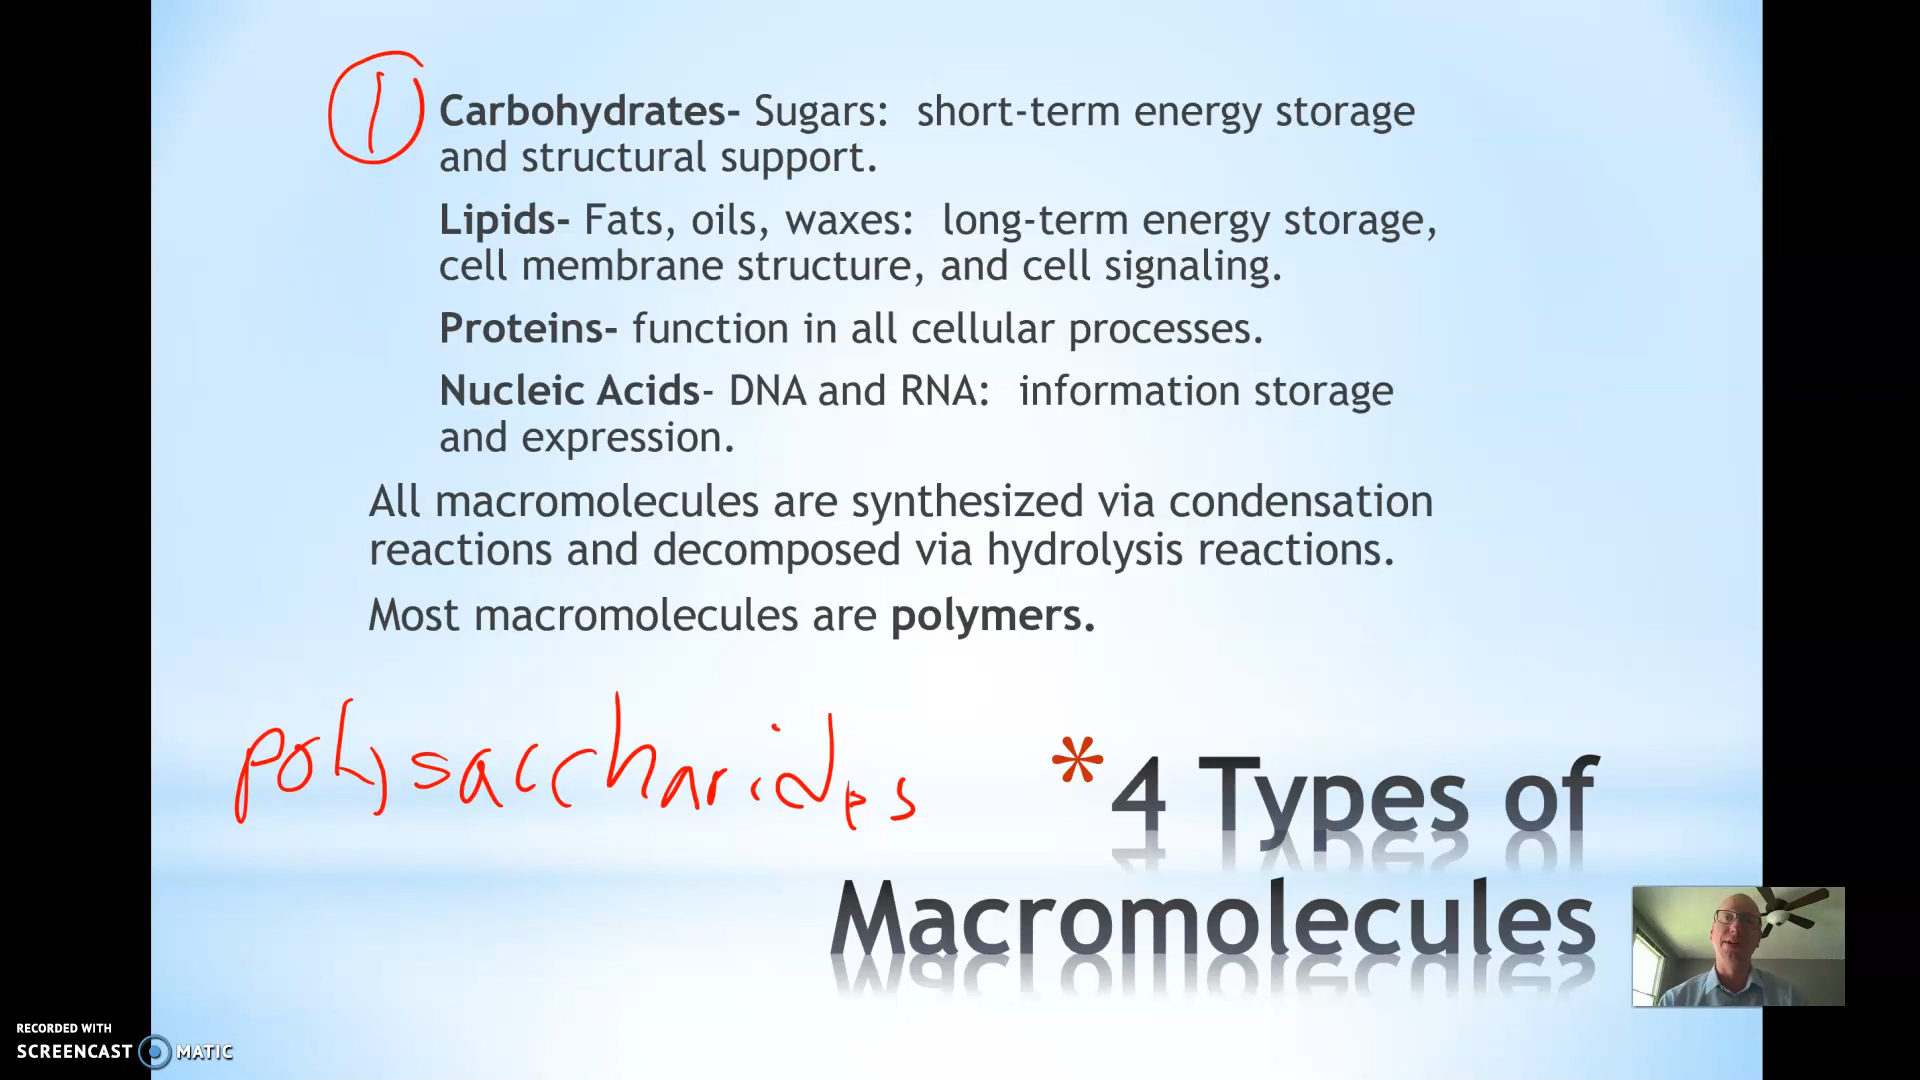 1
Carbohydrates- Sugars: short-term energy storage
and structural support.
Lipids- Fats, oils, waxes: long-term energy storage,
cell membrane structure, and cell signaling.
Proteins- function in all cellular processes.
Nucleic Acids- DNA and RNA: information storage
and expression.
All macromolecules are synthesized via condensation
reactions and decomposed via hydrolysis reactions.
Most macromolecules are polymers.
polysaccharides
*4 Types of
Macromolecules
RECORDED WITH
SCREENCAST MATIC